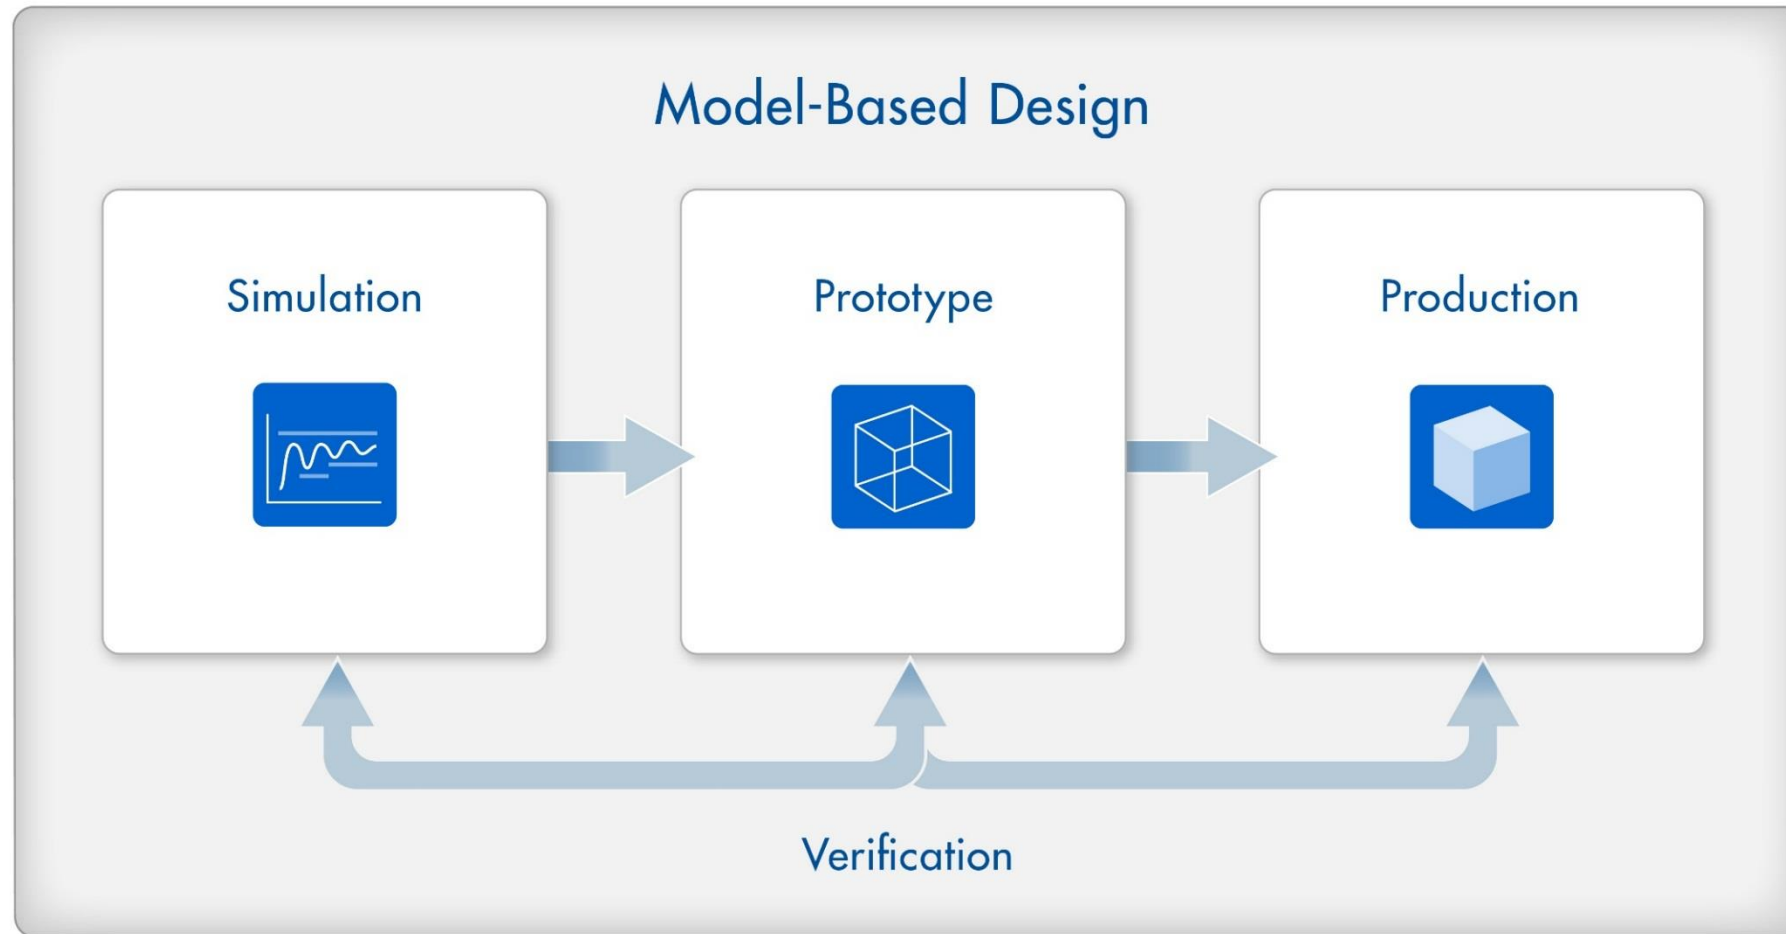 Model-Based Design
Simulation
Prototype
Production
Verification